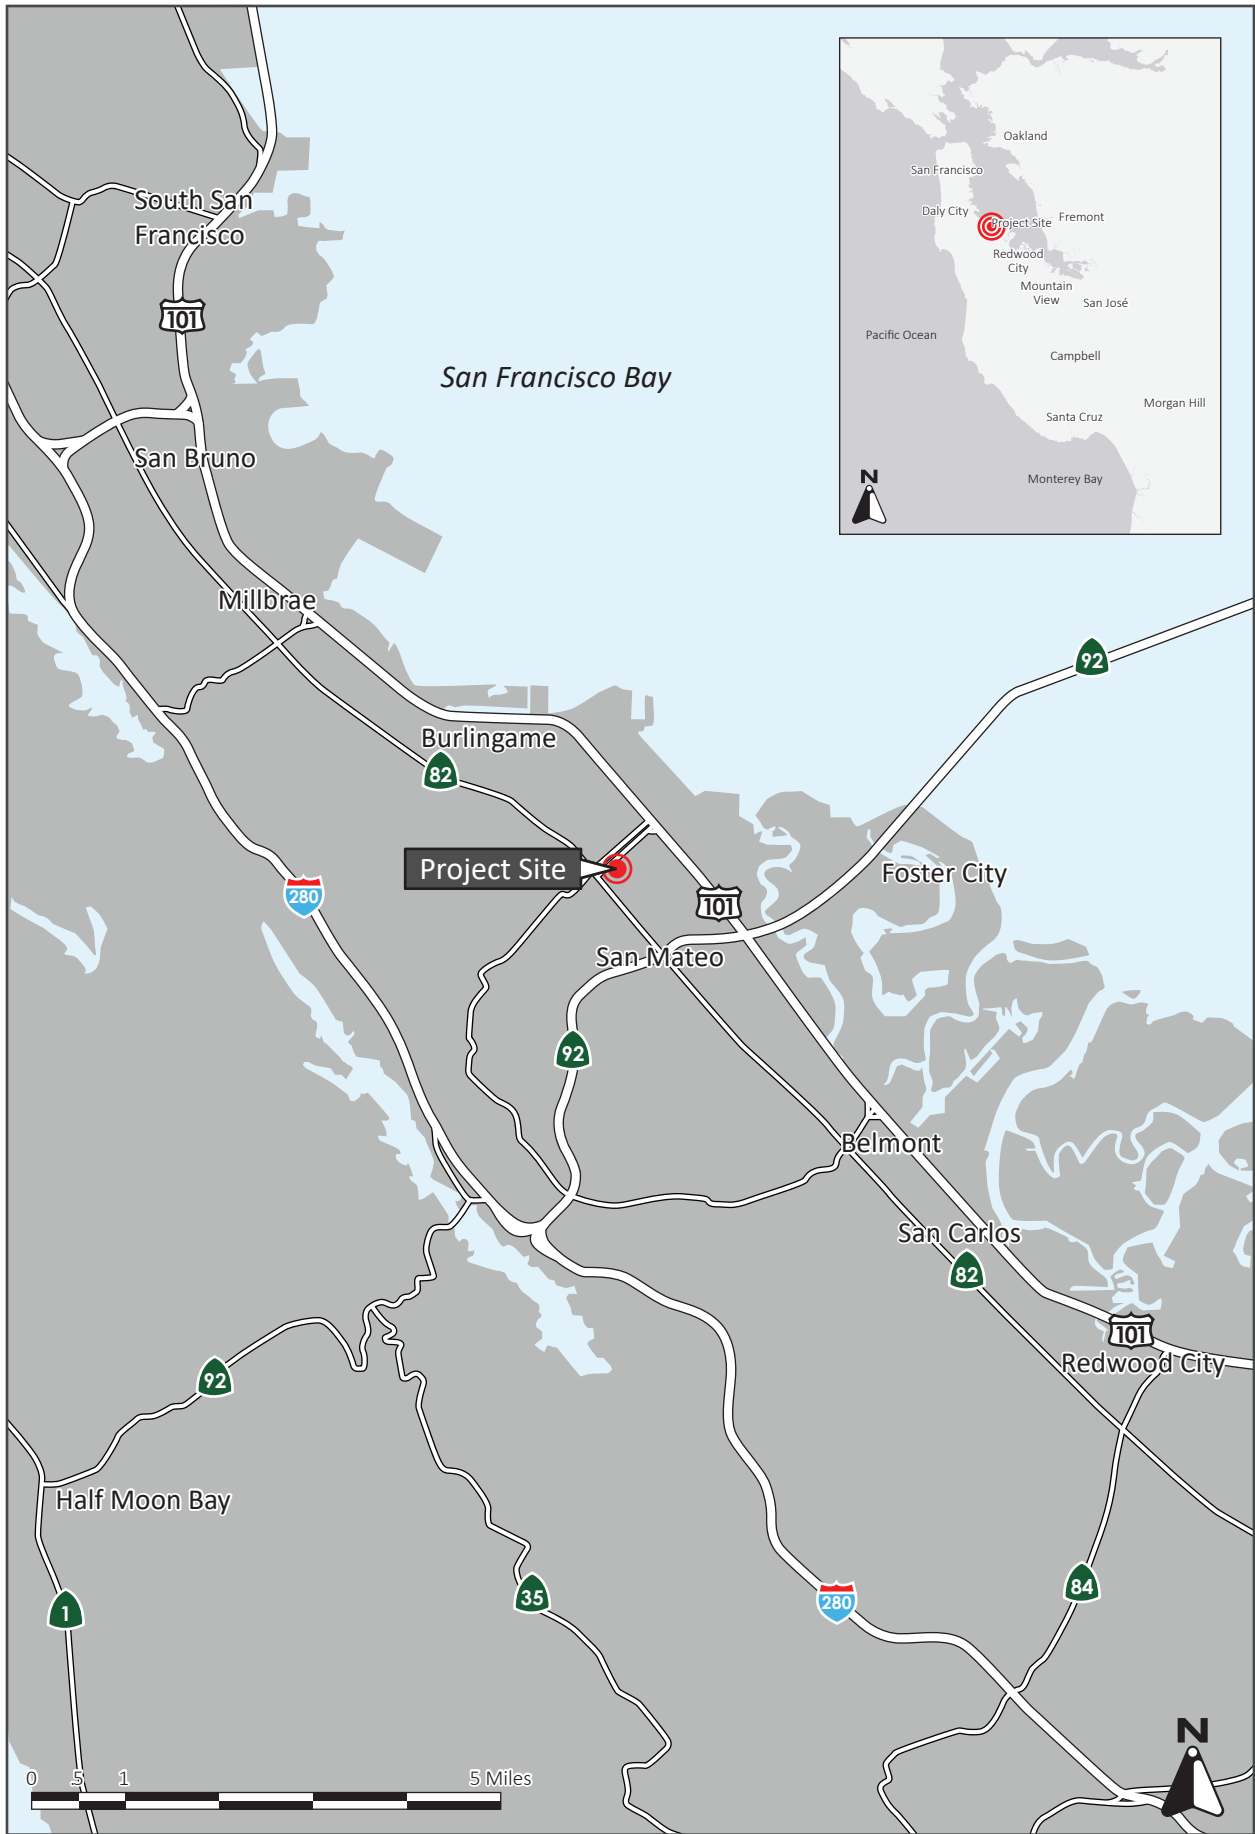 Oakland
San Francisco
Daly City
Project Site
Fremont
Redwood
City
Mountain
View
San José
Pacific Ocean
Campbell
Morgan Hill
Santa Cruz
Monterey Bay
N
South San
Francisco
101
San Francisco Bay
San Bruno
Millbrae
92
Burlingame
82
Project Site
280
Foster City
101
San Mateo
92
Belmont
San Carlos
82
101
Redwood City
92
Half Moon Bay
1
35
280
84
N
0 .5 1 5 Miles